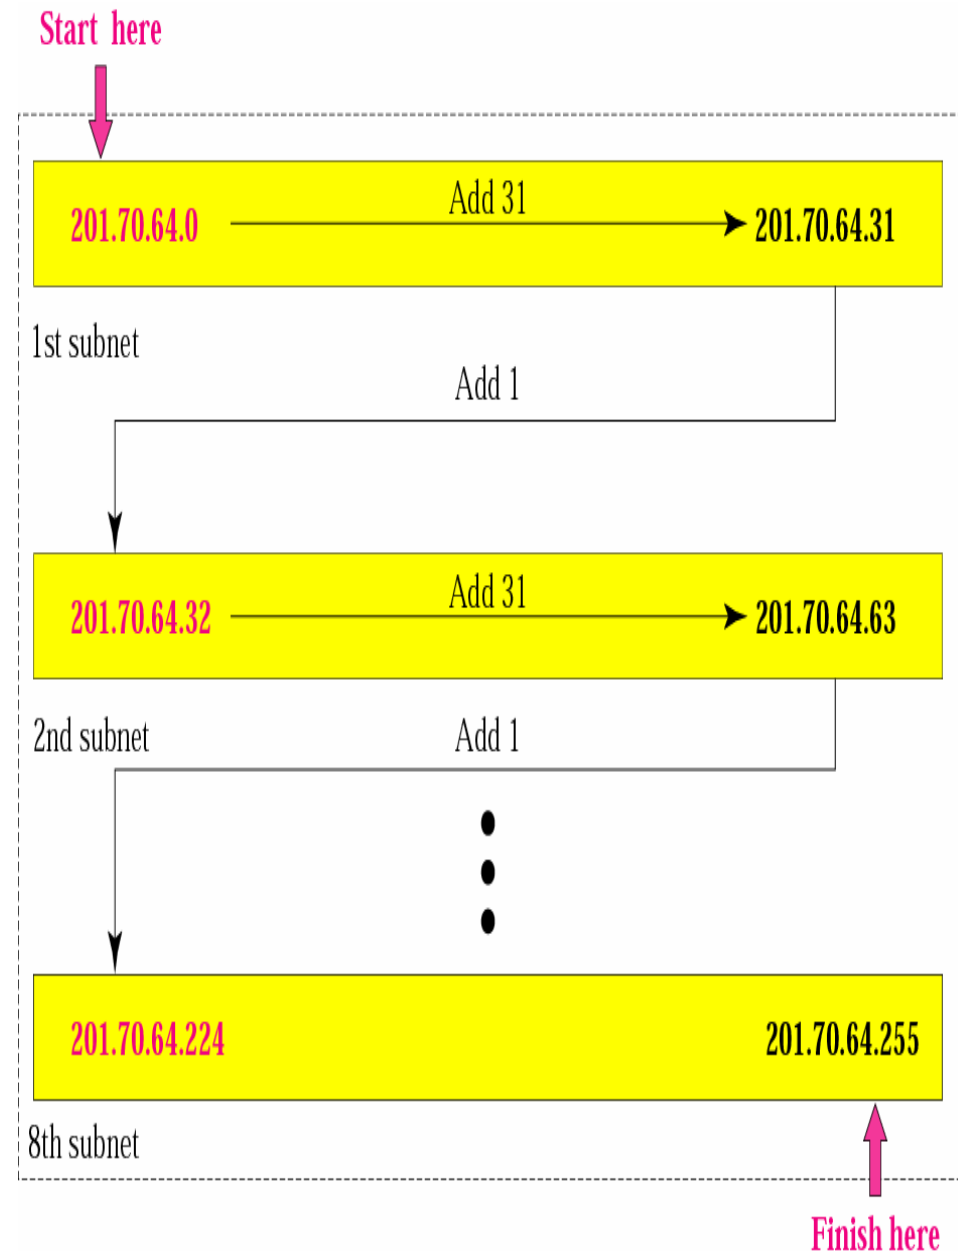 Start here
Add 31
201.70.64.0
201.70.64.31
1st subnet
Add 1
Add 31
201.70.64.32
201.70.64.63
2nd subnet
Add 1
201.70.64.224
201.70.64.255
8th subnet
Finish here